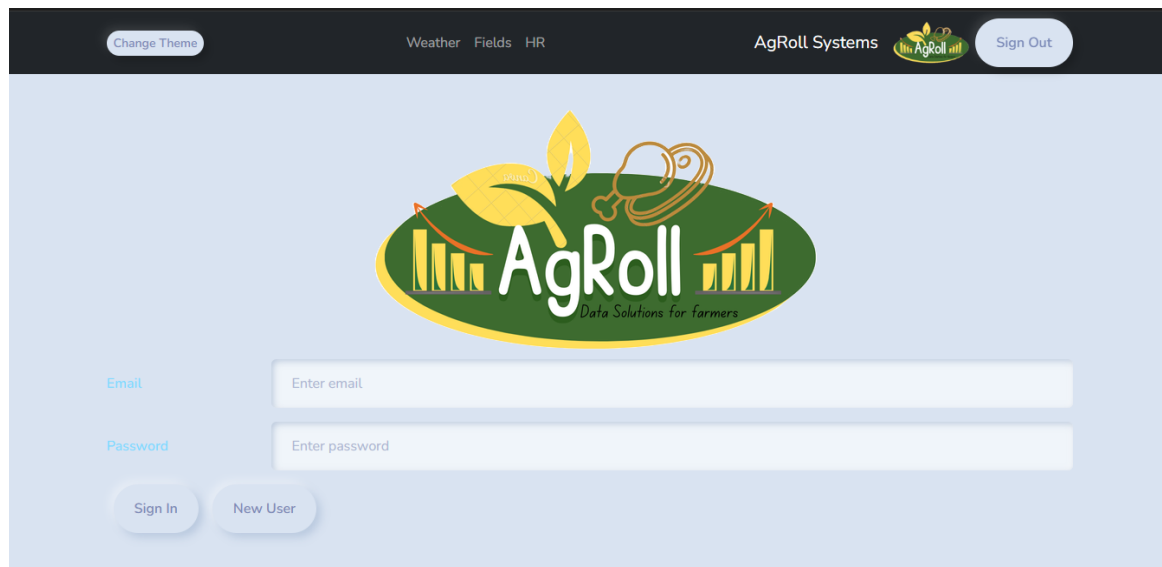 Change Theme
Weather Fields HR
AgRoll Systems
AgRoll
Sign Out
AgRoll
Data Solutions for farmers
Email
Enter email
Password
Enter password
Sign In
New User